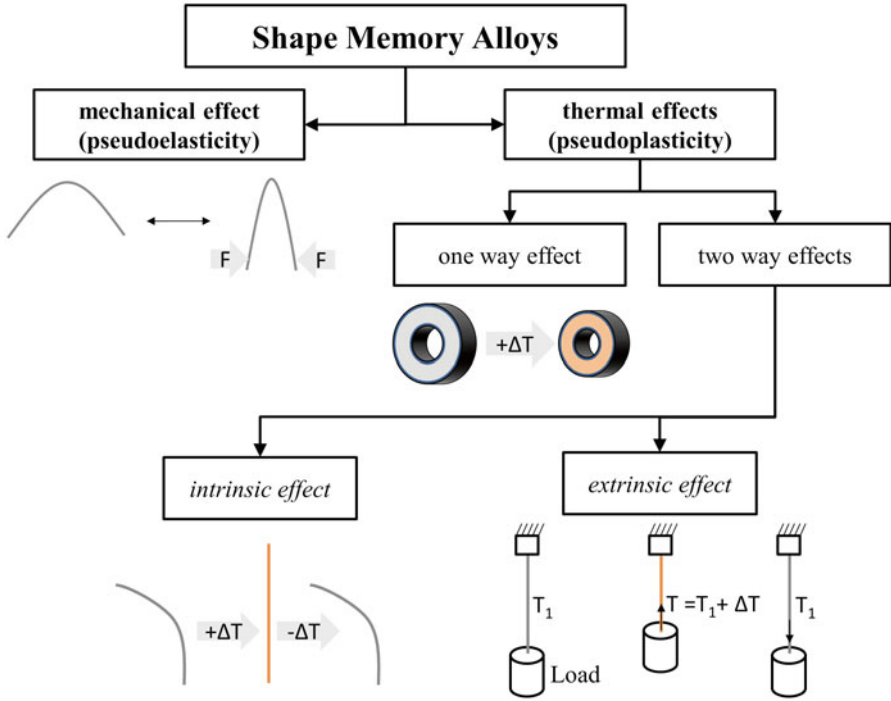 Shape Memory Alloys
mechanical effect
(pseudoelasticity)
thermal effects
(pseudoplasticity)
F
F
one way effect
two way effects
+ΔT
intrinsic effect
extrinsic effect
+ΔT
-ΔT
T₁
T =T₁+ ΔT
T₁
Load